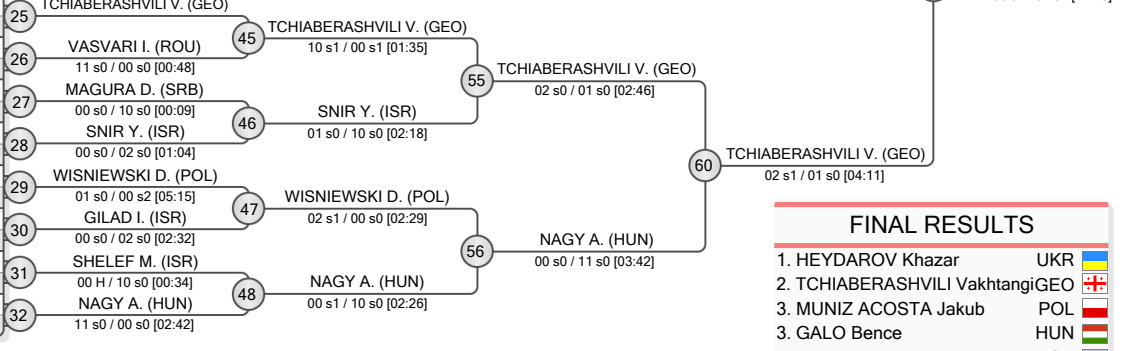 TCHIABERASHVILI V. (GEO)
25
45
TCHIABERASHVILI V. (GEO)
10 s1 / 00 s1 [01:35]
VASVARI I. (ROU)
26
11 s0 / 00 s0 [00:48]
55
TCHIABERASHVILI V. (GEO)
02 s0 / 01 s0 [02:46]
MAGURA D. (SRB)
27
00 s0 / 10 s0 [00:09]
46
SNIR Y. (ISR)
01 s0 / 10 s0 [02:18]
SNIR Y. (ISR)
28
00 s0 / 02 s0 [01:04]
60
TCHIABERASHVILI V. (GEO)
02 s1 / 01 s0 [04:11]
WISNIEWSKI D. (POL)
29
01 s0 / 00 s2 [05:15]
47
WISNIEWSKI D. (POL)
02 s1 / 00 s0 [02:29]
GILAD I. (ISR)
30
00 s0 / 02 s0 [02:32]
56
NAGY A. (HUN)
00 s0 / 11 s0 [03:42]
SHELEF M. (ISR)
31
00 H / 10 s0 [00:34]
48
NAGY A. (HUN)
00 s1 / 10 s0 [02:26]
NAGY A. (HUN)
32
11 s0 / 00 s0 [02:42]
FINAL RESULTS
1. HEYDAROV Khazar UKR
2. TCHIABERASHVILI Vakhtangi GEO
3. MUNIZ ACOSTA Jakub POL
3. GALO Bence HUN